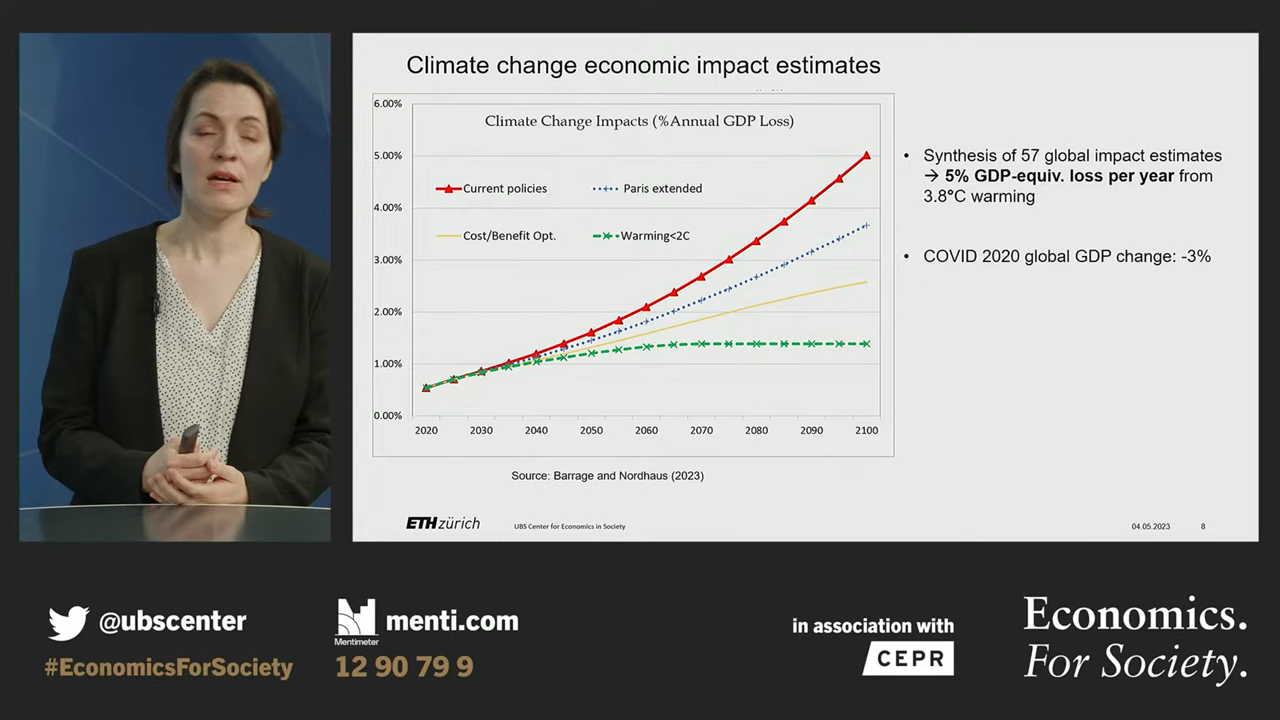 Climate change economic impact estimates
Climate Change Impacts (%Annual GDP Loss)
6.00%
5.00%
4.00%
3.00%
2.00%
1.00%
0.00%
Current policies
Paris extended
Cost/Benefit Opt.
Warming<2C
2020 2030 2040 2050 2060 2070 2080 2090 2100
Source: Barrage and Nordhaus (2023)
• Synthesis of 57 global impact estimates
→ 5% GDP-equiv. loss per year from
3.8°C warming
• COVID 2020 global GDP change: -3%
ETH zürich
UBS Center for Economics in Society
04.05.2023
8
@ubscenter
#EconomicsForSociety
Mentimeter
menti.com
12 90 79 9
in association with
CEPR
Economics.
For Society.